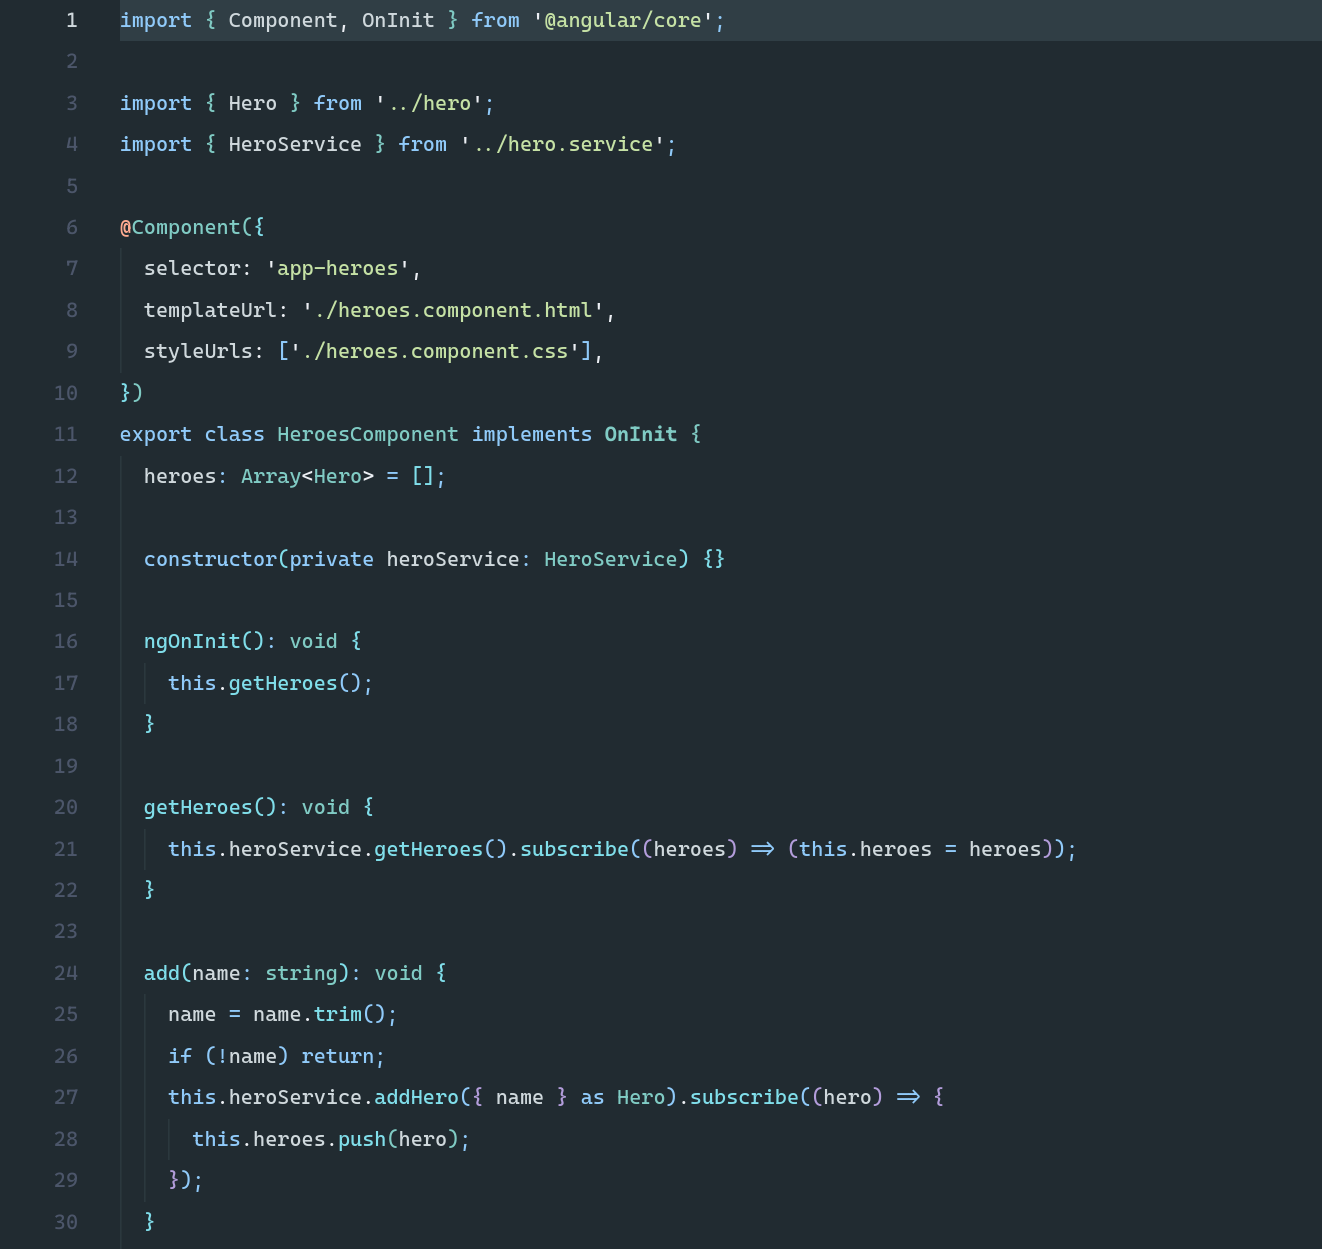 1 import { Component, OnInit } from '@angular/core';
2
3 import { Hero } from '../hero';
4 import { HeroService } from '../hero.service';
5
6 @Component({
7   selector: 'app-heroes',
8   templateUrl: './heroes.component.html',
9   styleUrls: ['./heroes.component.css'],
10 })
11 export class HeroesComponent implements OnInit {
12   heroes: Array<Hero> = [];
13
14   constructor(private heroService: HeroService) {}
15
16   ngOnInit(): void {
17     this.getHeroes();
18   }
19
20   getHeroes(): void {
21     this.heroService.getHeroes().subscribe((heroes) => (this.heroes = heroes));
22   }
23
24   add(name: string): void {
25     name = name.trim();
26     if (!name) return;
27     this.heroService.addHero({ name } as Hero).subscribe((hero) => {
28       this.heroes.push(hero);
29     });
30   }